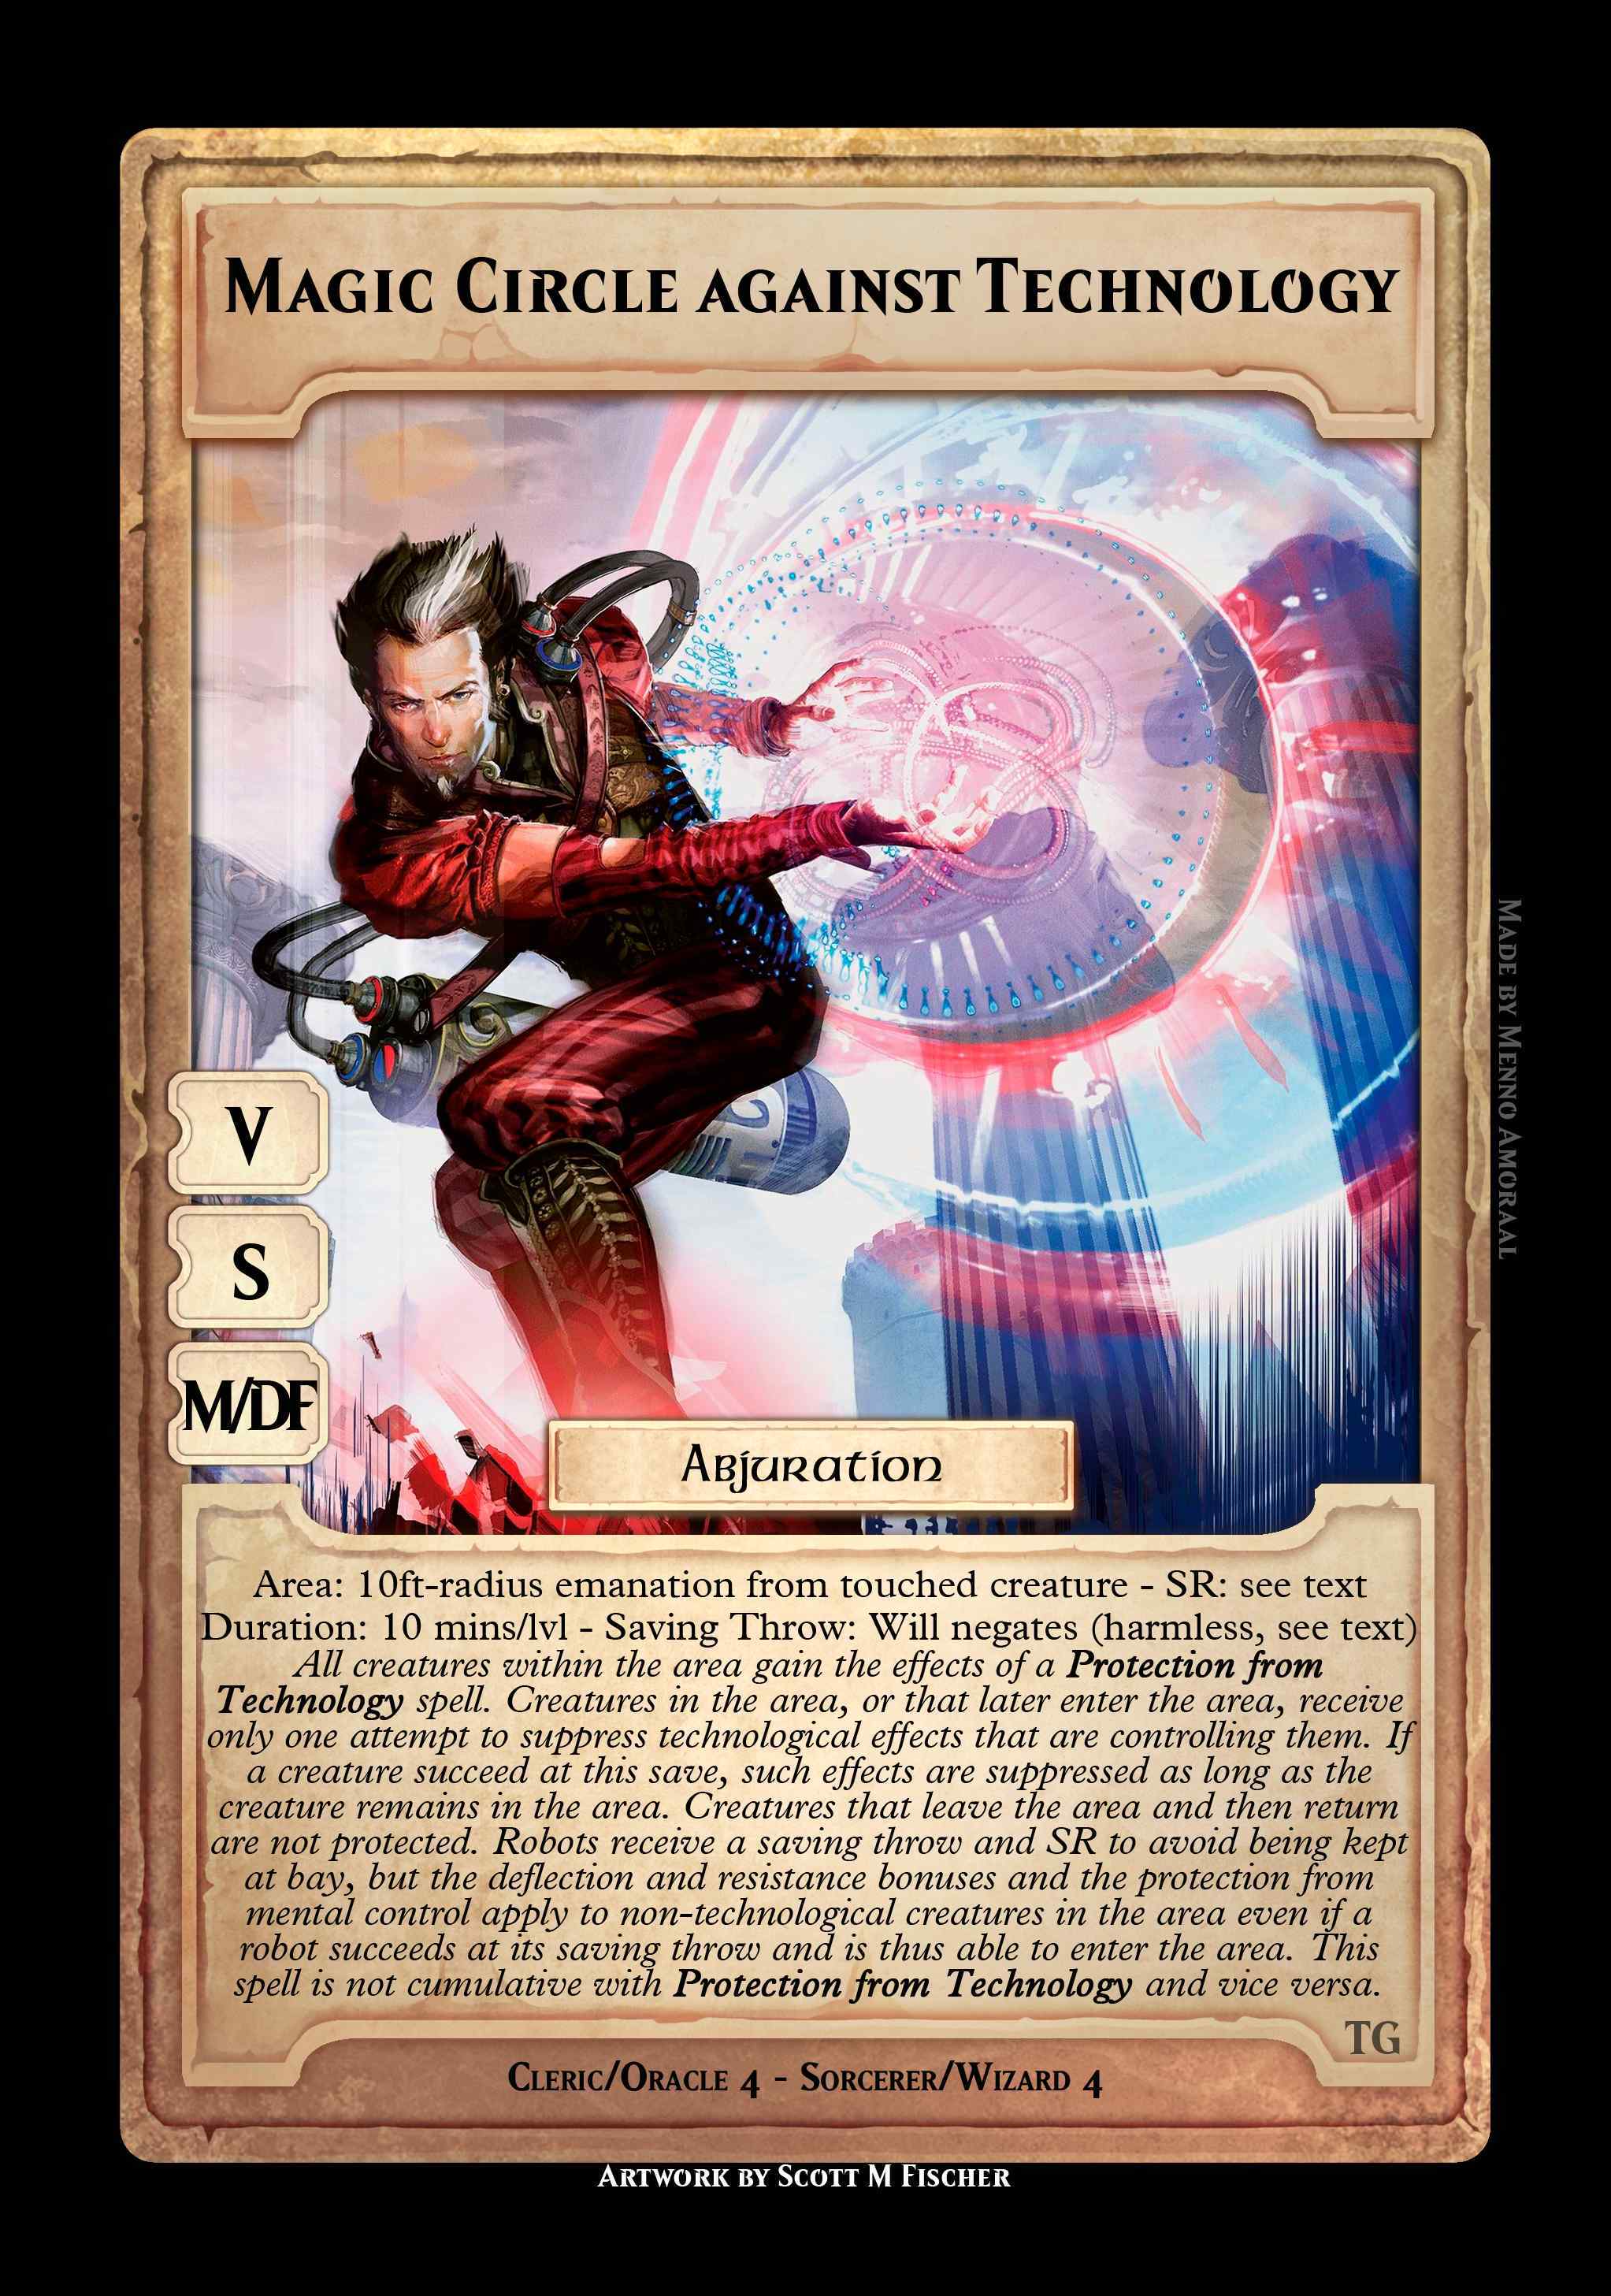 Magic Circle against Technology
V
S
M/DF
Abjuration
Area: 10ft-radius emanation from touched creature - SR: see text
Duration: 10 mins/lvl - Saving Throw: Will negates (harmless, see text)
All creatures within the area gain the effects of a Protection from
Technology spell. Creatures in the area, or that later enter the area, receive
only one attempt to suppress technological effects that are controlling them. If
a creature succeed at this save, such effects are suppressed as long as the
creature remains in the area. Creatures that leave the area and then return
are not protected. Robots receive a saving throw and SR to avoid being kept
at bay, but the deflection and resistance bonuses and the protection from
mental control apply to non-technological creatures in the area even if a
robot succeeds at its saving throw and is thus able to enter the area. This
spell is not cumulative with Protection from Technology and vice versa.
TG
Cleric/Oracle 4 - Sorcerer/Wizard 4
Artwork by Scott M Fischer
Made by Menno Amoraal